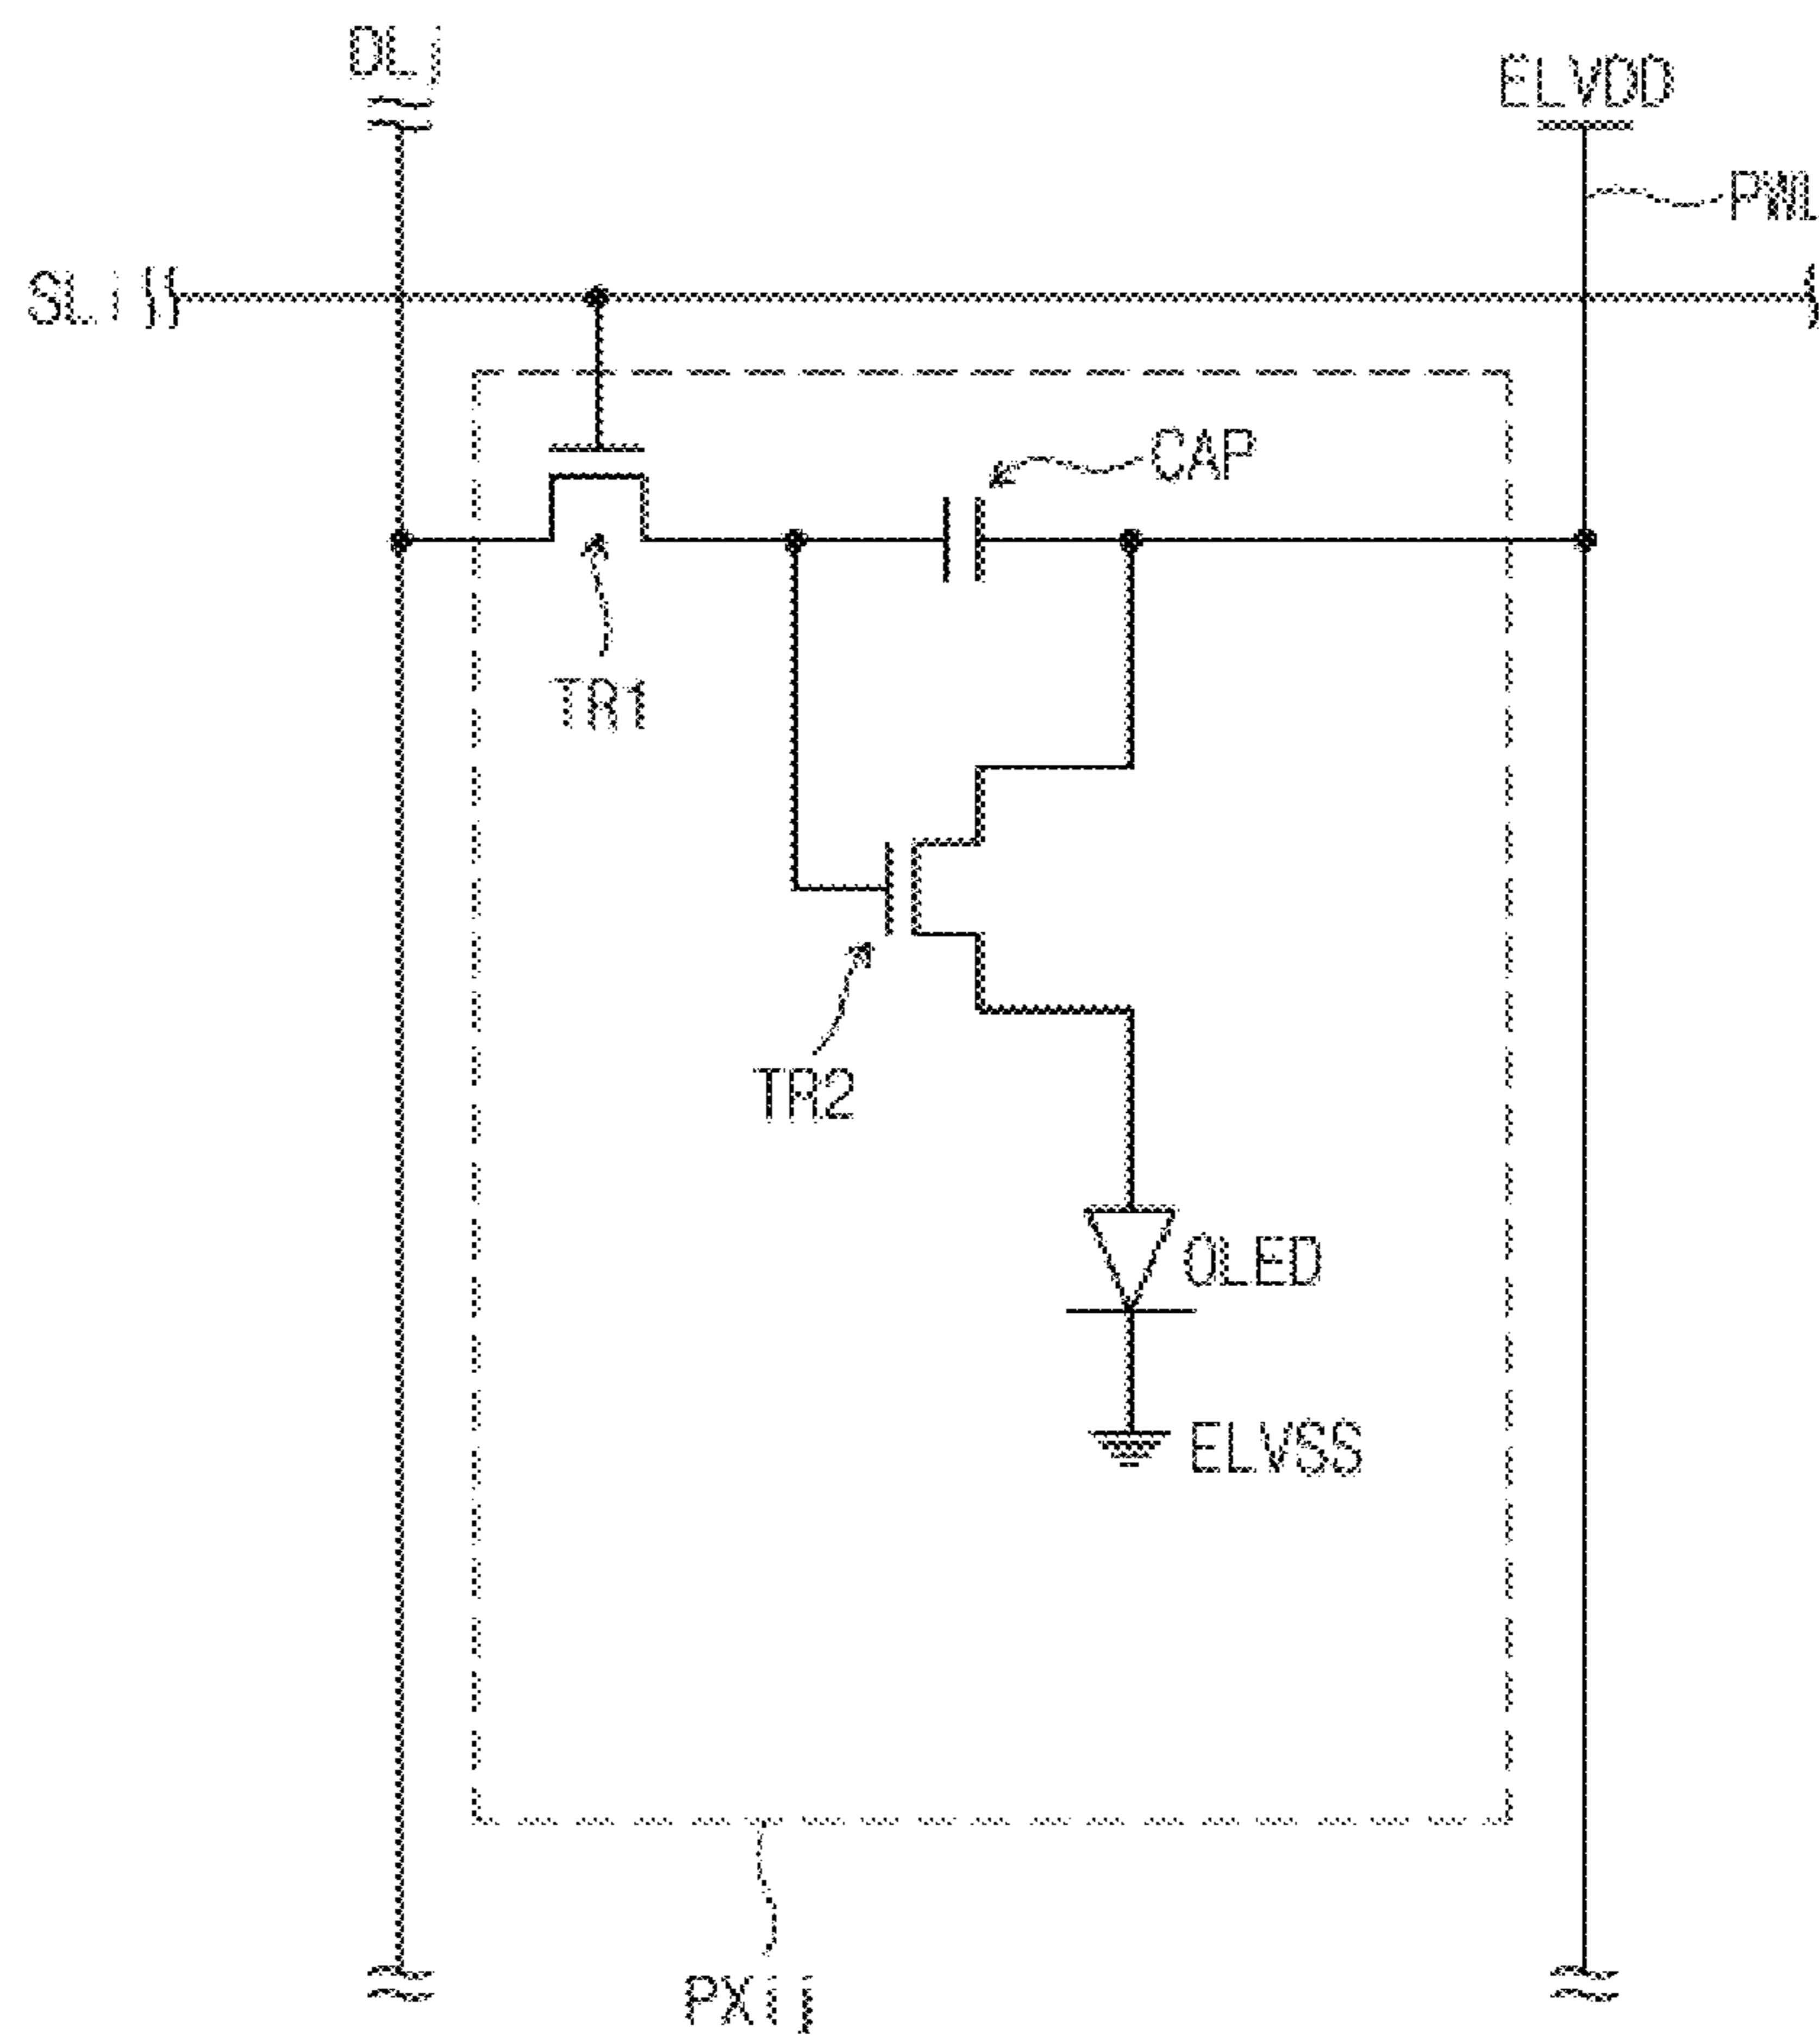 DLj
ELVDD
PWL
SLi
CAP
TR1
TR2
OLED
ELVSS
PXij